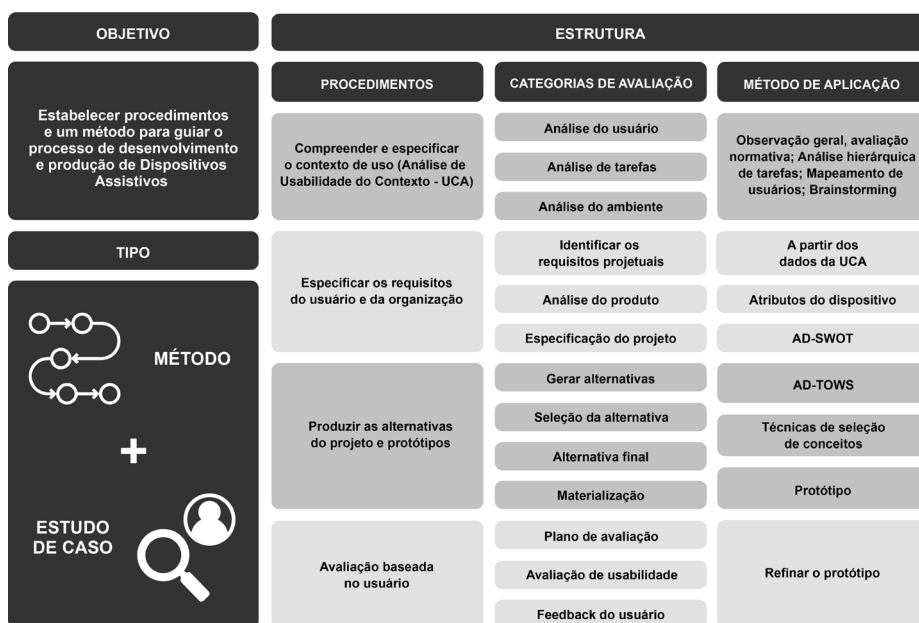 OBJETIVO
Estabelecer procedimentos
e um método para guiar o
processo de desenvolvimento
e produção de Dispositivos
Assistivos
TIPO
MÉTODO
+
ESTUDO
DE CASO
ESTRUTURA
PROCEDIMENTOS
CATEGORIAS DE AVALIAÇÃO
MÉTODO DE APLICAÇÃO
Compreender e especificar
o contexto de uso (Análise de
Usabilidade do Contexto - UCA)
Análise do usuário
Análise de tarefas
Análise do ambiente
Observação geral, avaliação
normativa; Análise hierárquica
de tarefas; Mapeamento de
usuários; Brainstorming
Especificar os requisitos
do usuário e da organização
Identificar os
requisitos projetuais
Análise do produto
Especificação do projeto
A partir dos
dados da UCA
Atributos do dispositivo
AD-SWOT
Produzir as alternativas
do projeto e protótipos
Gerar alternativas
Seleção da alternativa
Alternativa final
Materialização
AD-TOWS
Técnicas de seleção
de conceitos
Protótipo
Avaliação baseada
no usuário
Plano de avaliação
Avaliação de usabilidade
Feedback do usuário
Refinar o protótipo